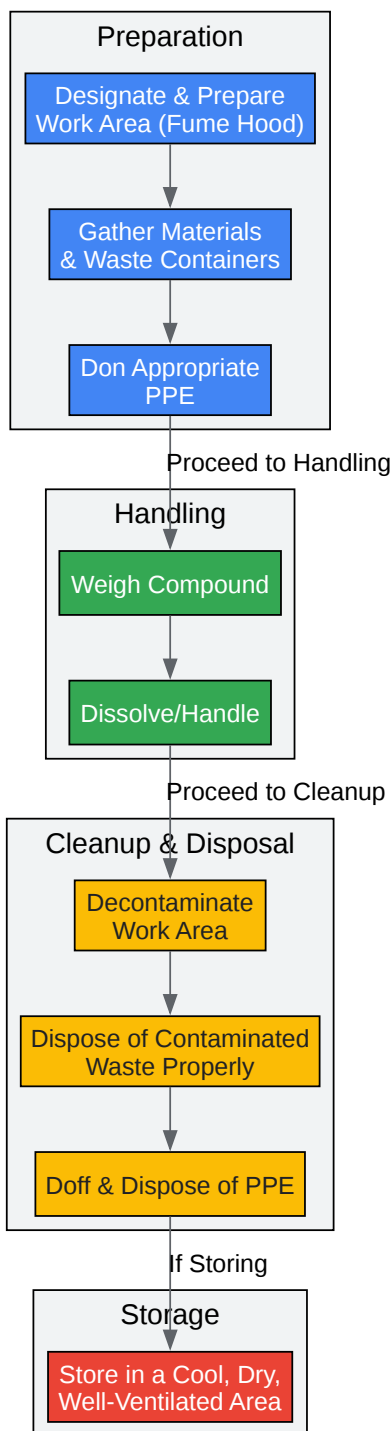 Preparation
Designate & Prepare
Work Area (Fume Hood)
Gather Materials
& Waste Containers
Don Appropriate
PPE
Proceed to Handling
Handling
Weigh Compound
Dissolve/Handle
Proceed to Cleanup
Cleanup & Disposal
Decontaminate
Work Area
Dispose of Contaminated
Waste Properly
Doff & Dispose of PPE
If Storing
Storage
Store in a Cool, Dry,
Well-Ventilated Area